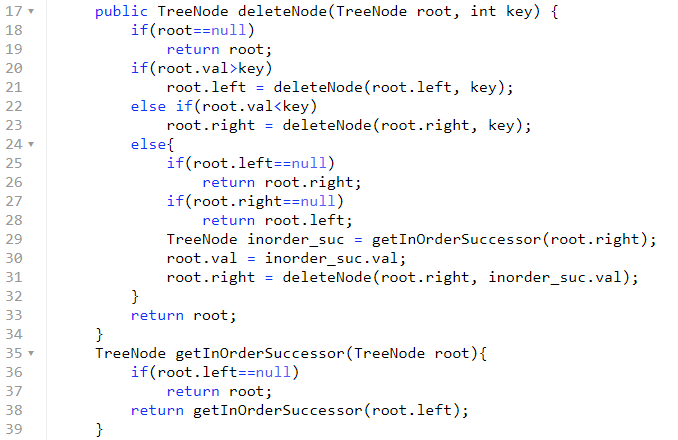 17 public TreeNode deleteNode(TreeNode root, int key) {
18 if(root==null)
19 return root;
20 if(root.val>key)
21 root.left = deleteNode(root.left, key);
22 else if(root.val<key)
23 root.right = deleteNode(root.right, key);
24 else{
25 if(root.left==null)
26 return root.right;
27 if(root.right==null)
28 return root.left;
29 TreeNode inorder_suc = getInOrderSuccessor(root.right);
30 root.val = inorder_suc.val;
31 root.right = deleteNode(root.right, inorder_suc.val);
32 }
33 return root;
34 }
35 TreeNode getInOrderSuccessor(TreeNode root){
36 if(root.left==null)
37 return root;
38 return getInOrderSuccessor(root.left);
39 }